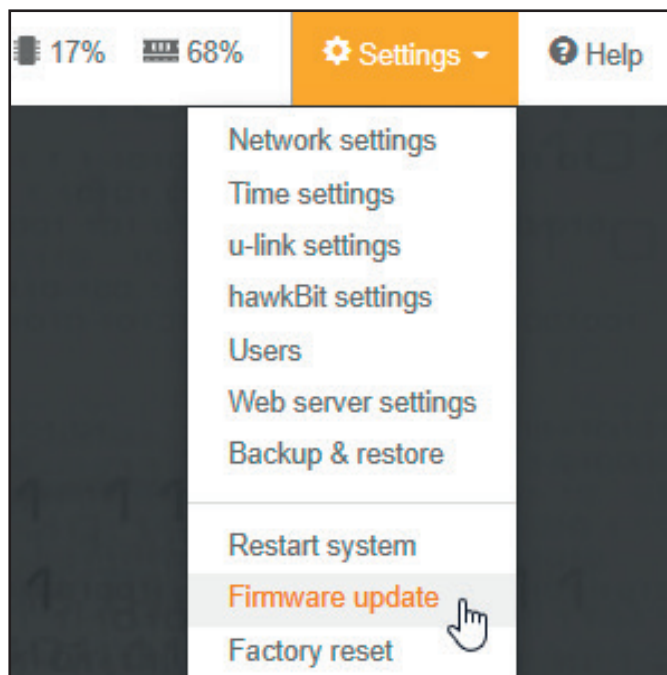 17% 68% Settings Help
Network settings
Time settings
u-link settings
hawkBit settings
Users
Web server settings
Backup & restore
Restart system
Firmware update
Factory reset